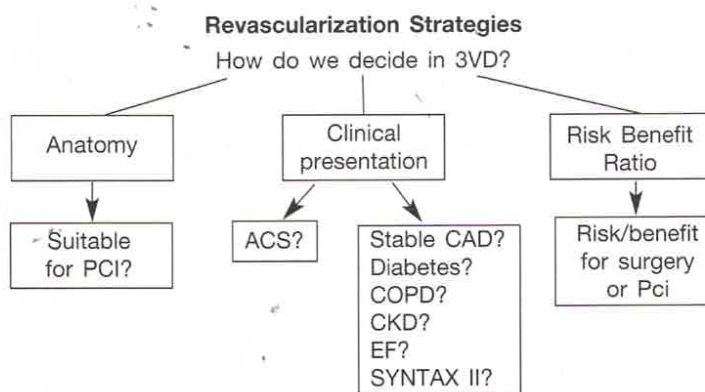 Revascularization Strategies
How do we decide in 3VD?
Anatomy
Suitable
for PCI?
Clinical
presentation
ACS?
Stable CAD?
Diabetes?
COPD?
CKD?
EF?
SYNTAX II?
Risk Benefit
Ratio
Risk/benefit
for surgery
or Pci